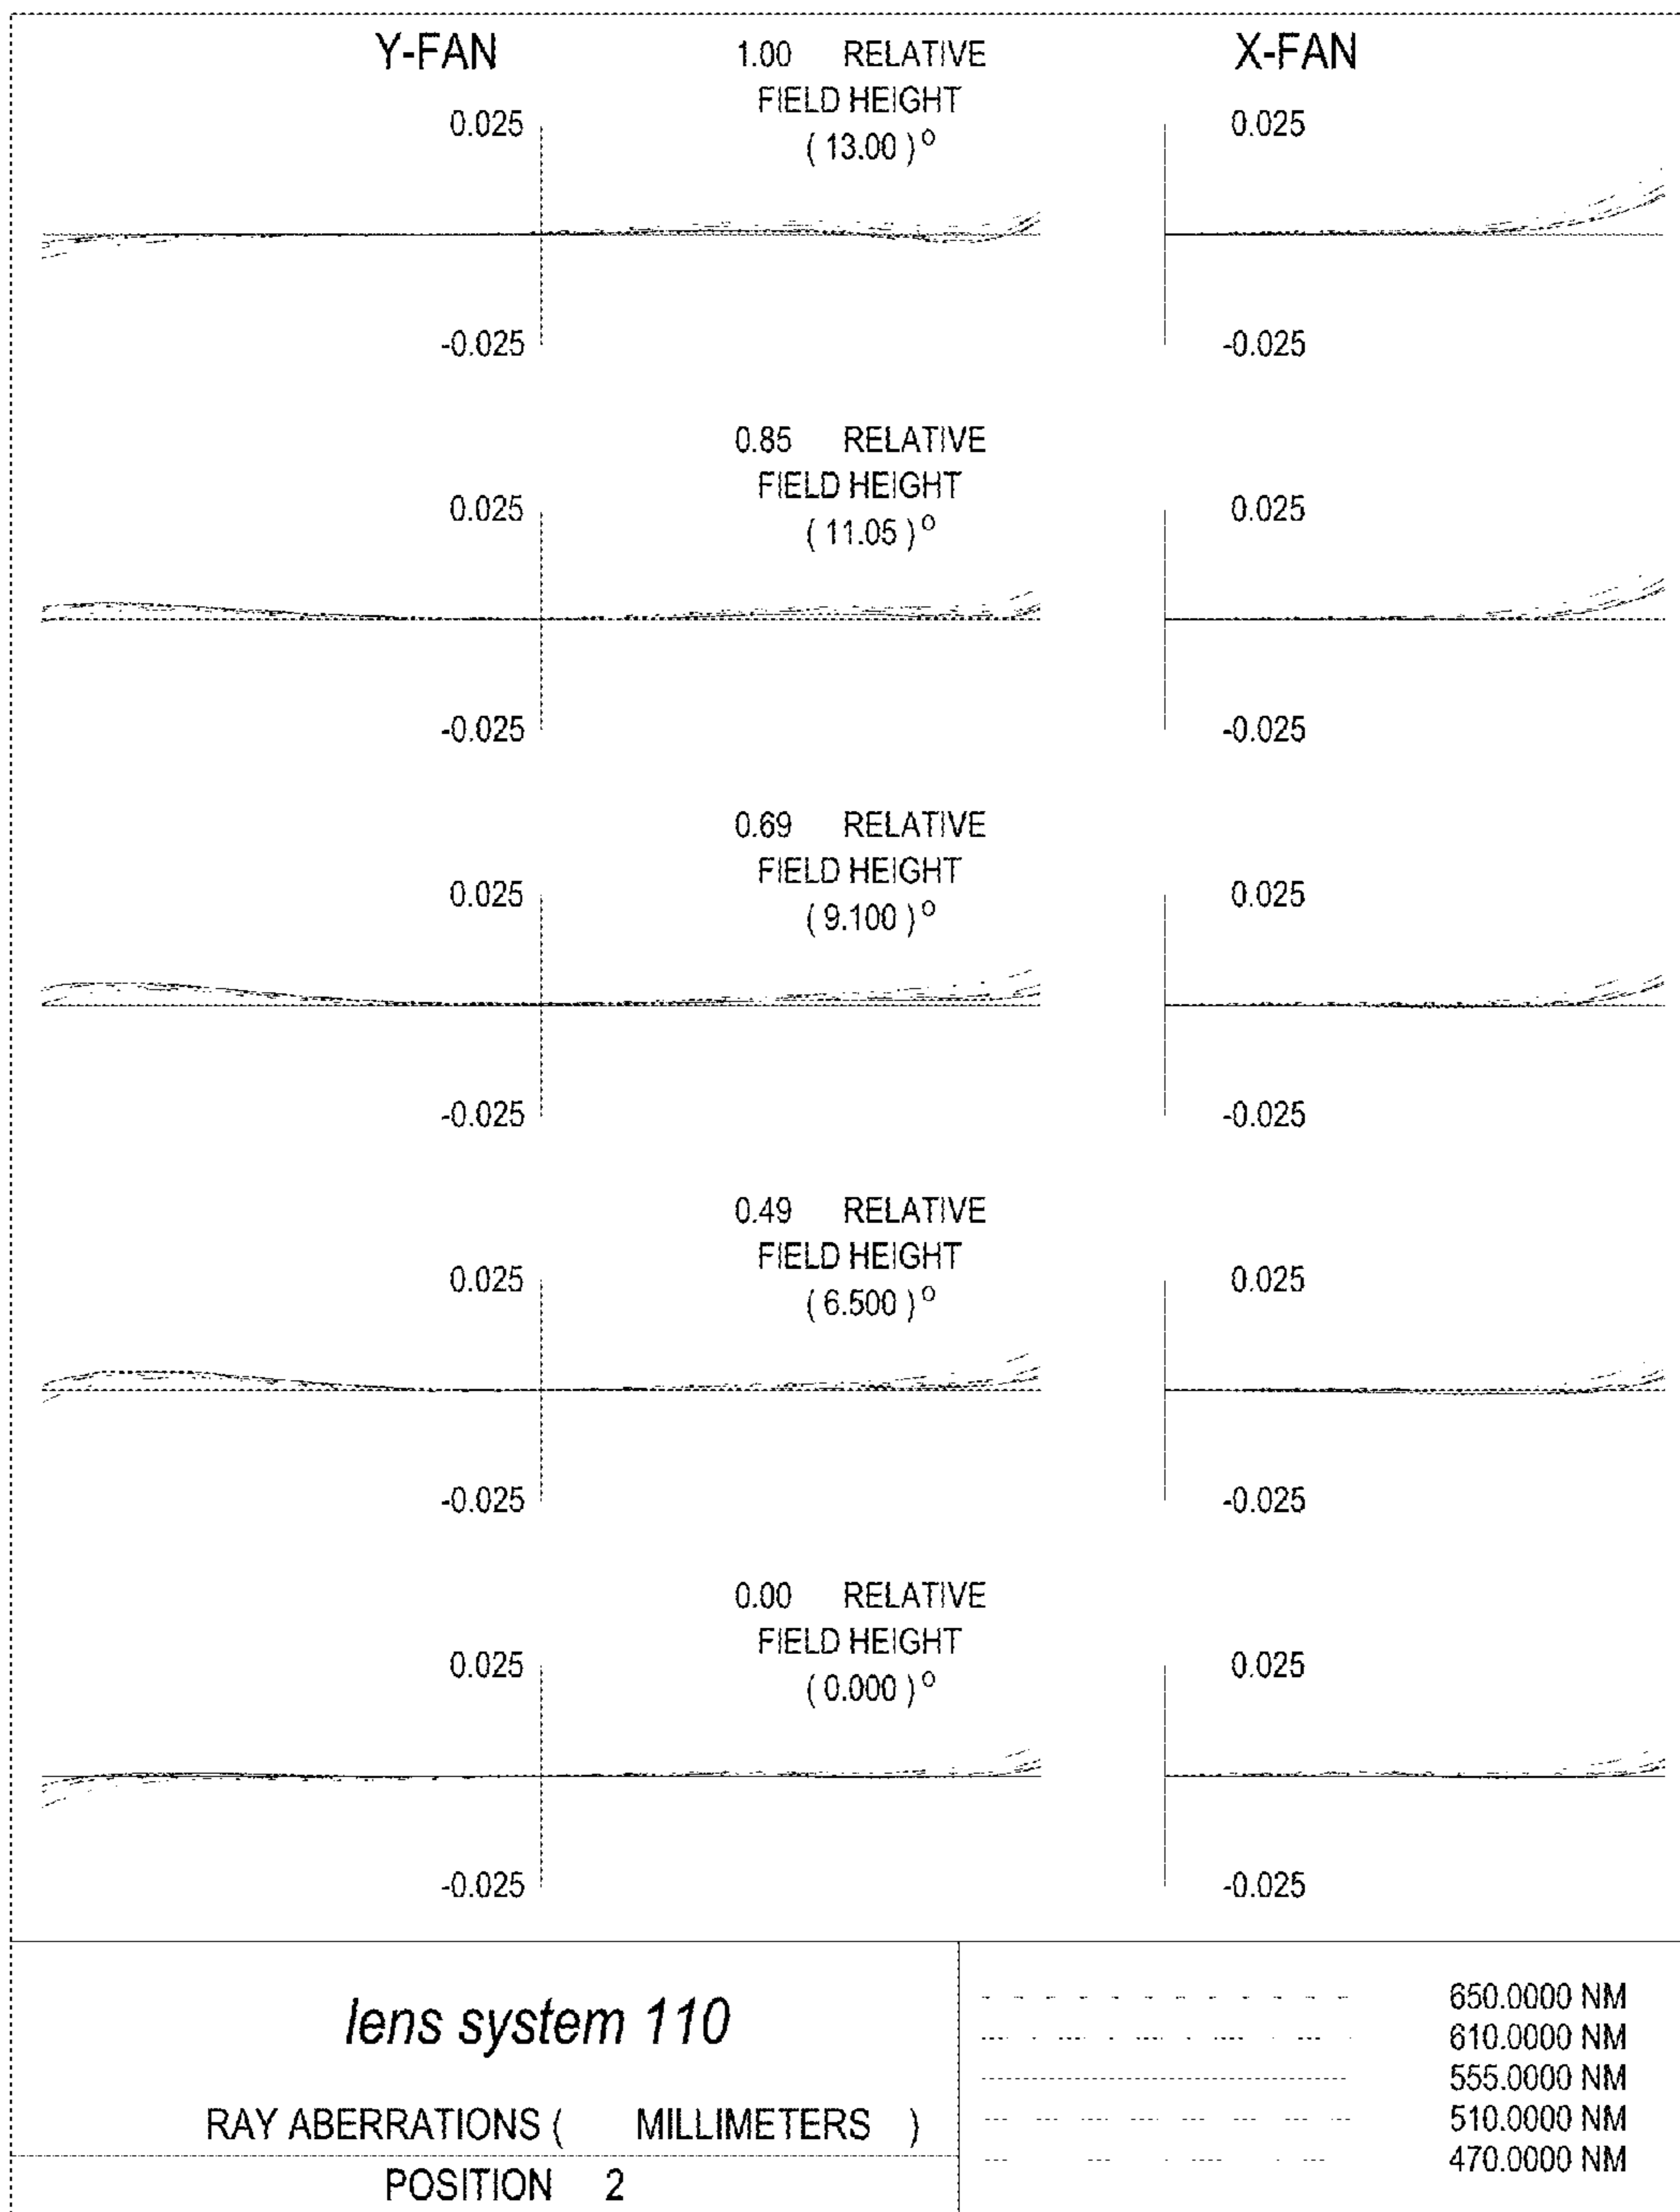 Y-FAN 1.00 RELATIVE X-FAN
FIELD HEIGHT
0.025 ( 13.00 )° 0.025
-0.025 -0.025
0.85 RELATIVE
FIELD HEIGHT
0.025 ( 11.05 )° 0.025
-0.025 -0.025
0.69 RELATIVE
FIELD HEIGHT
0.025 ( 9.100 )° 0.025
-0.025 -0.025
0.49 RELATIVE
FIELD HEIGHT
0.025 ( 6.500 )° 0.025
-0.025 -0.025
0.00 RELATIVE
FIELD HEIGHT
0.025 ( 0.000 )° 0.025
-0.025 -0.025
lens system 110
RAY ABERRATIONS ( MILLIMETERS )
POSITION 2
650.0000 NM
610.0000 NM
555.0000 NM
510.0000 NM
470.0000 NM